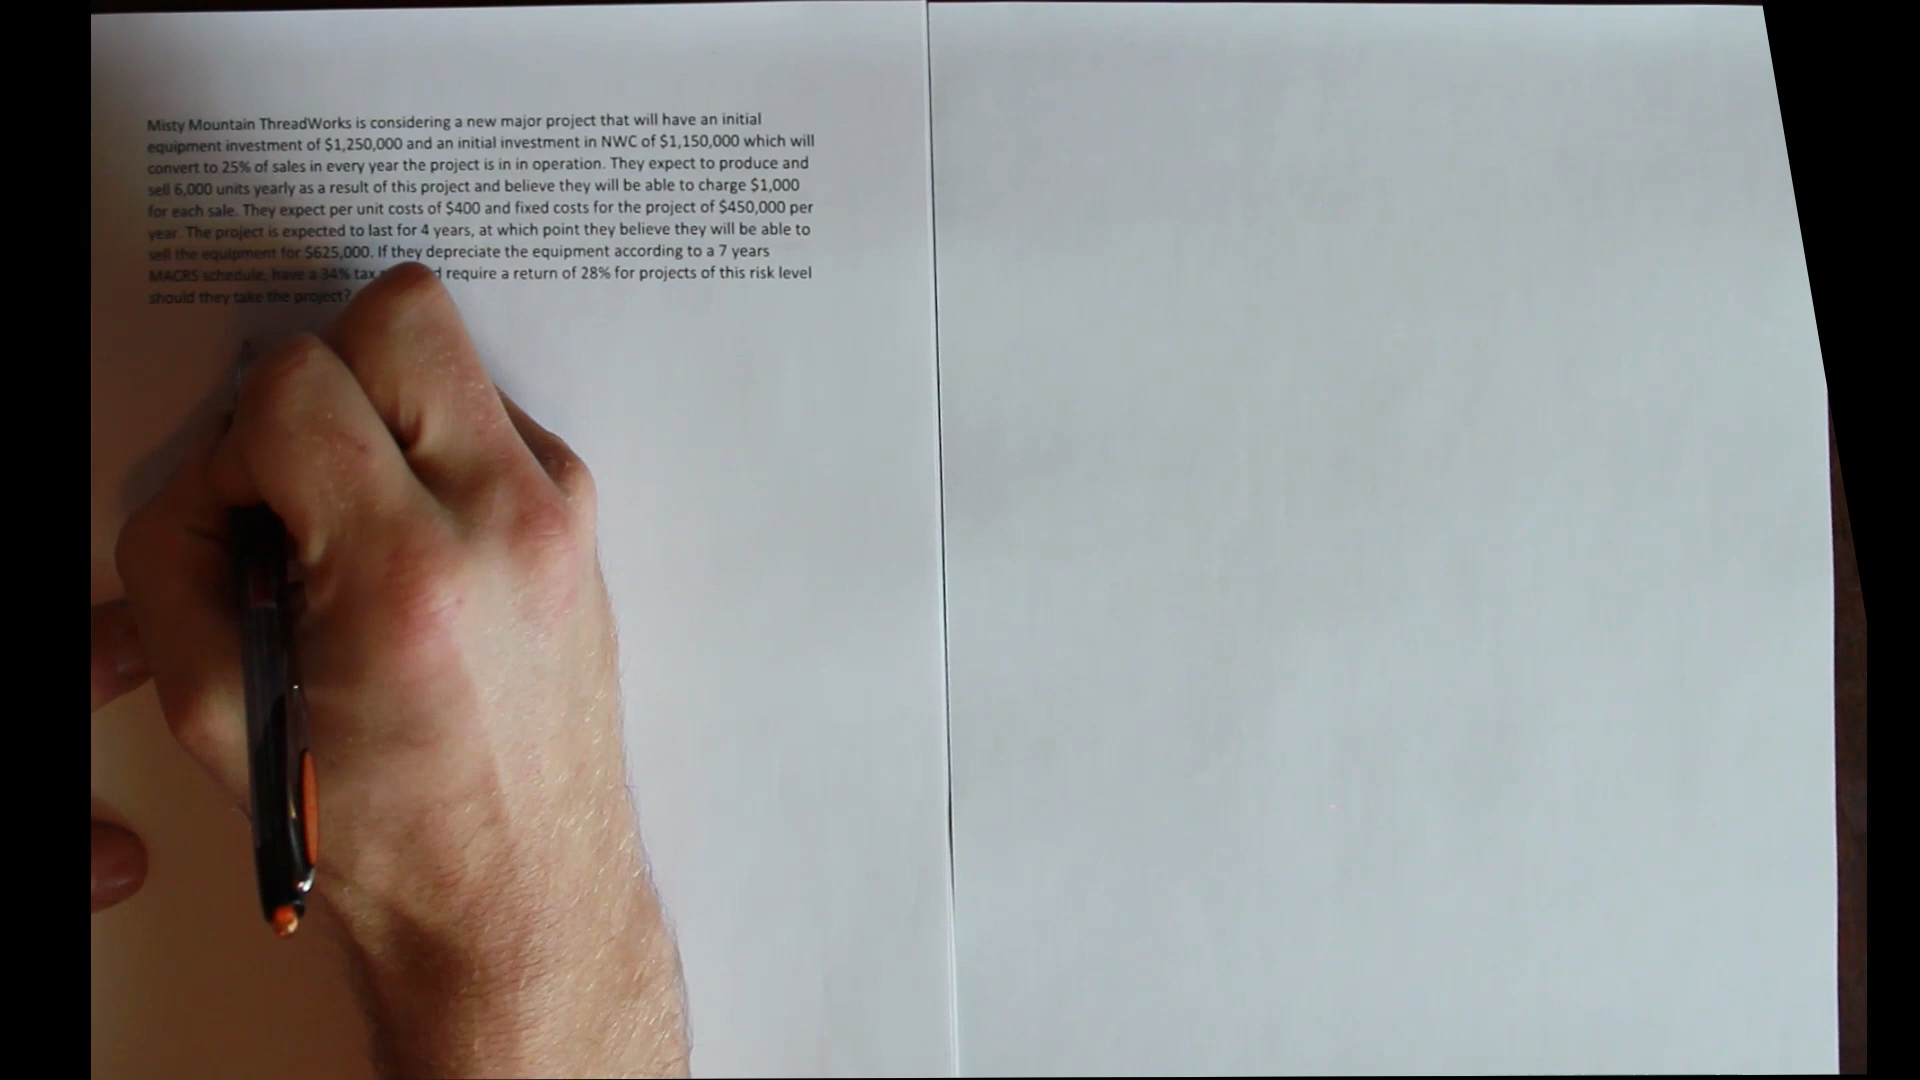 Misty Mountain ThreadWorks is considering a new major project that will have an initial
equipment investment of $1,250,000 and an initial investment in NWC of $1,150,000 which will
convert to 25% of sales in every year the project is in in operation. They expect to produce and
sell 6,000 units yearly as a result of this project and believe they will be able to charge $1,000
for each sale. They expect per unit costs of $400 and fixed costs for the project of $450,000 per
year. The project is expected to last for 4 years, at which point they believe they will be able to
sell the equipment for $625,000. If they depreciate the equipment according to a 7 years
MACRS schedule, have a 34% tax require a return of 28% for projects of this risk level
should they take the project?